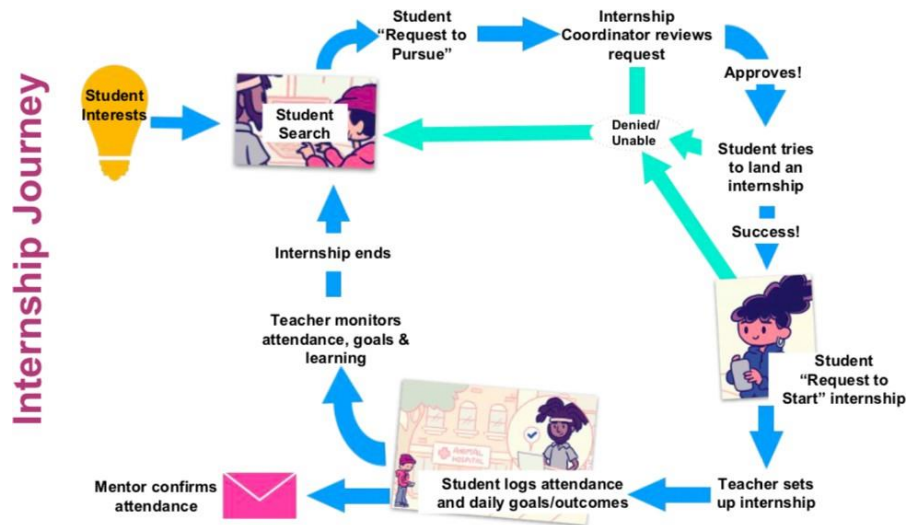 Internship Journey
Student
Interests
Student
Search
Student
“Request to
Pursue”
Internship
Coordinator reviews
request
Approves!
Denied/
Unable
Student tries
to land an
internship
Success!
Student
“Request to
Start” internship
Teacher sets
up internship
ANIMAL
HOSPITAL
Student logs attendance
and daily goals/outcomes
Mentor confirms
attendance
Teacher monitors
attendance, goals &
learning
Internship ends